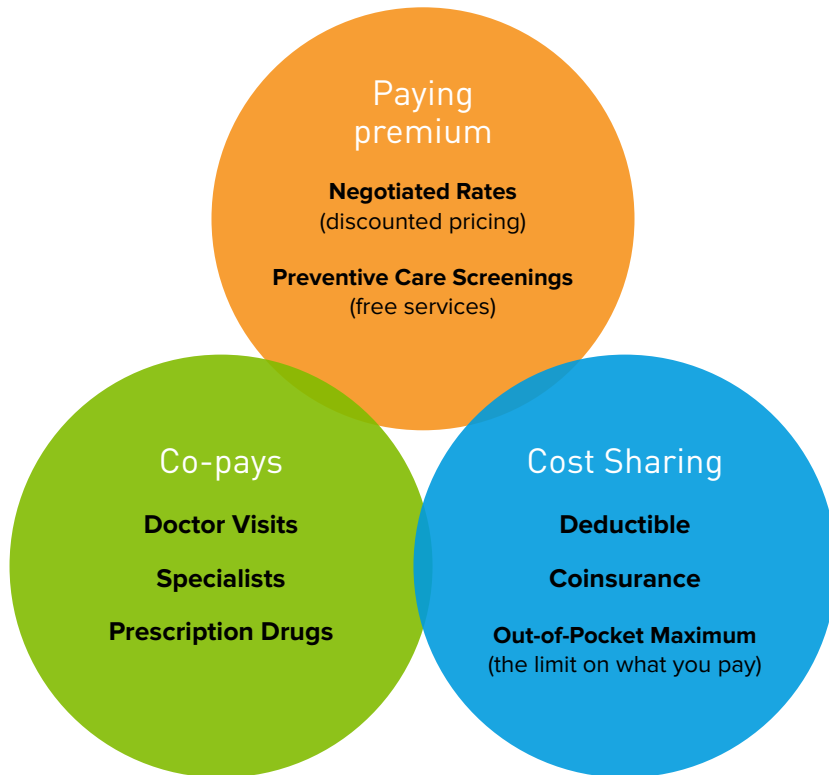 Paying
premium
Negotiated Rates
(discounted pricing)
Preventive Care Screenings
(free services)
Co-pays
Doctor Visits
Specialists
Prescription Drugs
Cost Sharing
Deductible
Coinsurance
Out-of-Pocket Maximum
(the limit on what you pay)